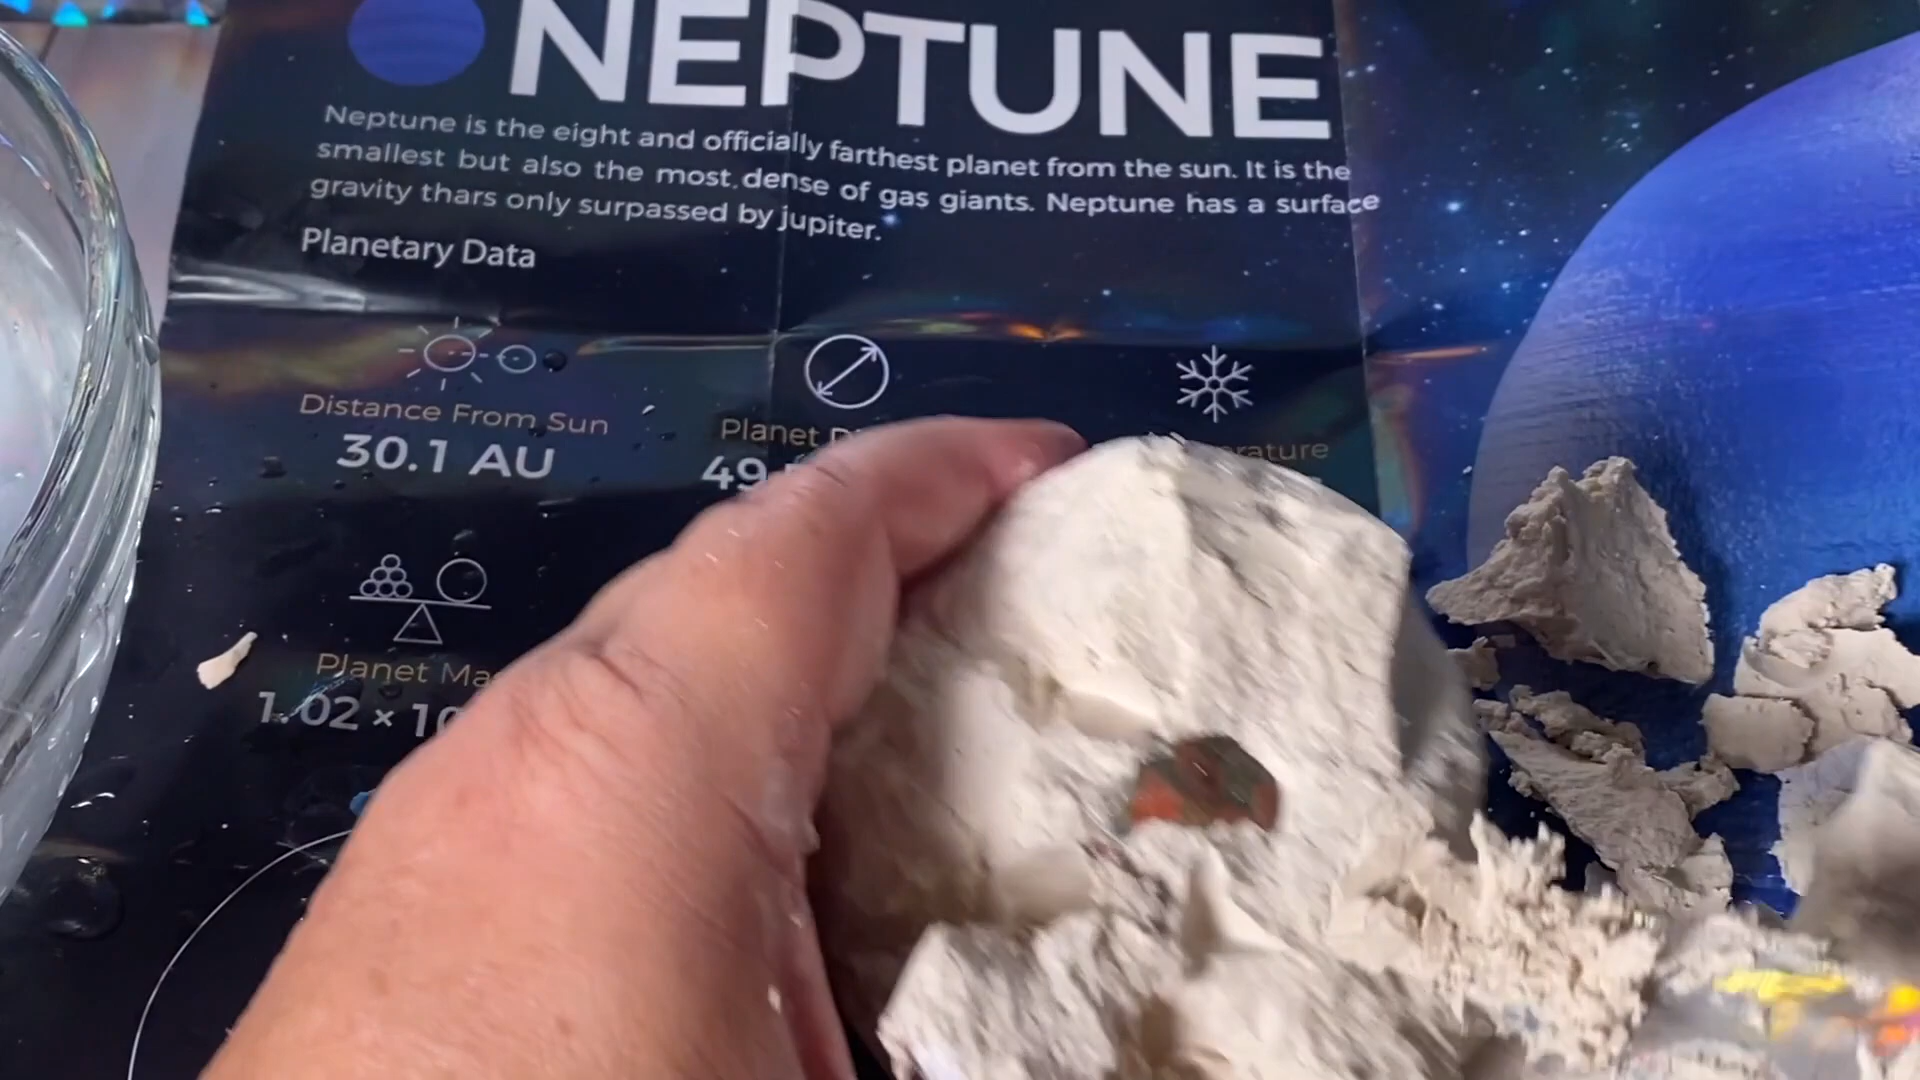 NEPTUNE
Neptune is the eight and officially farthest planet from the sun. It is the
smallest but also the most dense of gas giants. Neptune has a surface
gravity thars only surpassed by jupiter.
Planetary Data
Distance From Sun
30.1 AU
Planet
49
Planet
1.02 × 10